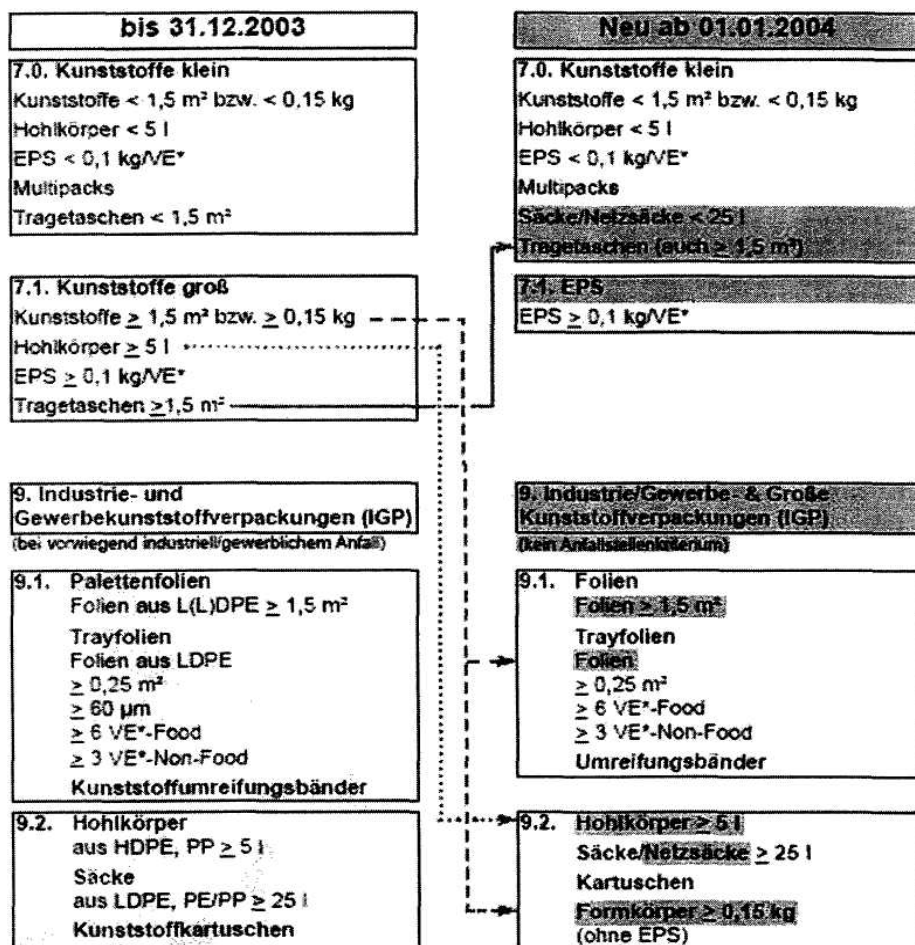 bis 31.12.2003
7.0. Kunststoffe klein
Kunststoffe < 1,5 m² bzw. < 0,15 kg
Hohlkörper < 5 l
EPS < 0,1 kg/VE*
Multipacks
Tragetaschen < 1,5 m²
7.1. Kunststoffe groß
Kunststoffe ≥ 1,5 m² bzw. ≥ 0,15 kg
Hohlkörper ≥ 5 l
EPS ≥ 0,1 kg/VE*
Tragetaschen ≥1,5 m²
9. Industrie- und
Gewerbekunststoffverpackungen (IGP)
(bei vorwiegend industriell/gewerblichem Anfall)
9.1. Palettenfolien
Folien aus L(L)DPE ≥ 1,5 m²
Trayfolien
Folien aus LDPE
≥ 0,25 m²
≥ 60 µm
≥ 6 VE*-Food
≥ 3 VE*-Non-Food
Kunststoffumreifungsbänder
9.2. Hohlkörper
aus HDPE, PP ≥ 5 l
Säcke
aus LDPE, PE/PP ≥ 25 l
Kunststoffkartuschen
Neu ab 01.01.2004
7.0. Kunststoffe klein
Kunststoffe < 1,5 m² bzw. < 0,15 kg
Hohlkörper < 5 l
EPS < 0,1 kg/VE*
Multipacks
Säcke/Netzsäcke < 25 l
Tragetaschen (auch ≥ 1,5 m²)
7.1. EPS
EPS ≥ 0,1 kg/VE*
9. Industrie/Gewerbe- & Große
Kunststoffverpackungen (IGP)
(kein Anfallstellenkriterium)
9.1. Folien
Folien ≥ 1,5 m²
Trayfolien
Folien
≥ 0,25 m²
≥ 6 VE*-Food
≥ 3 VE*-Non-Food
Umreifungsbänder
9.2. Hohlkörper ≥ 5 l
Säcke/Netzsäcke ≥ 25 l
Kartuschen
Formkörper ≥ 0,15 kg
(ohne EPS)